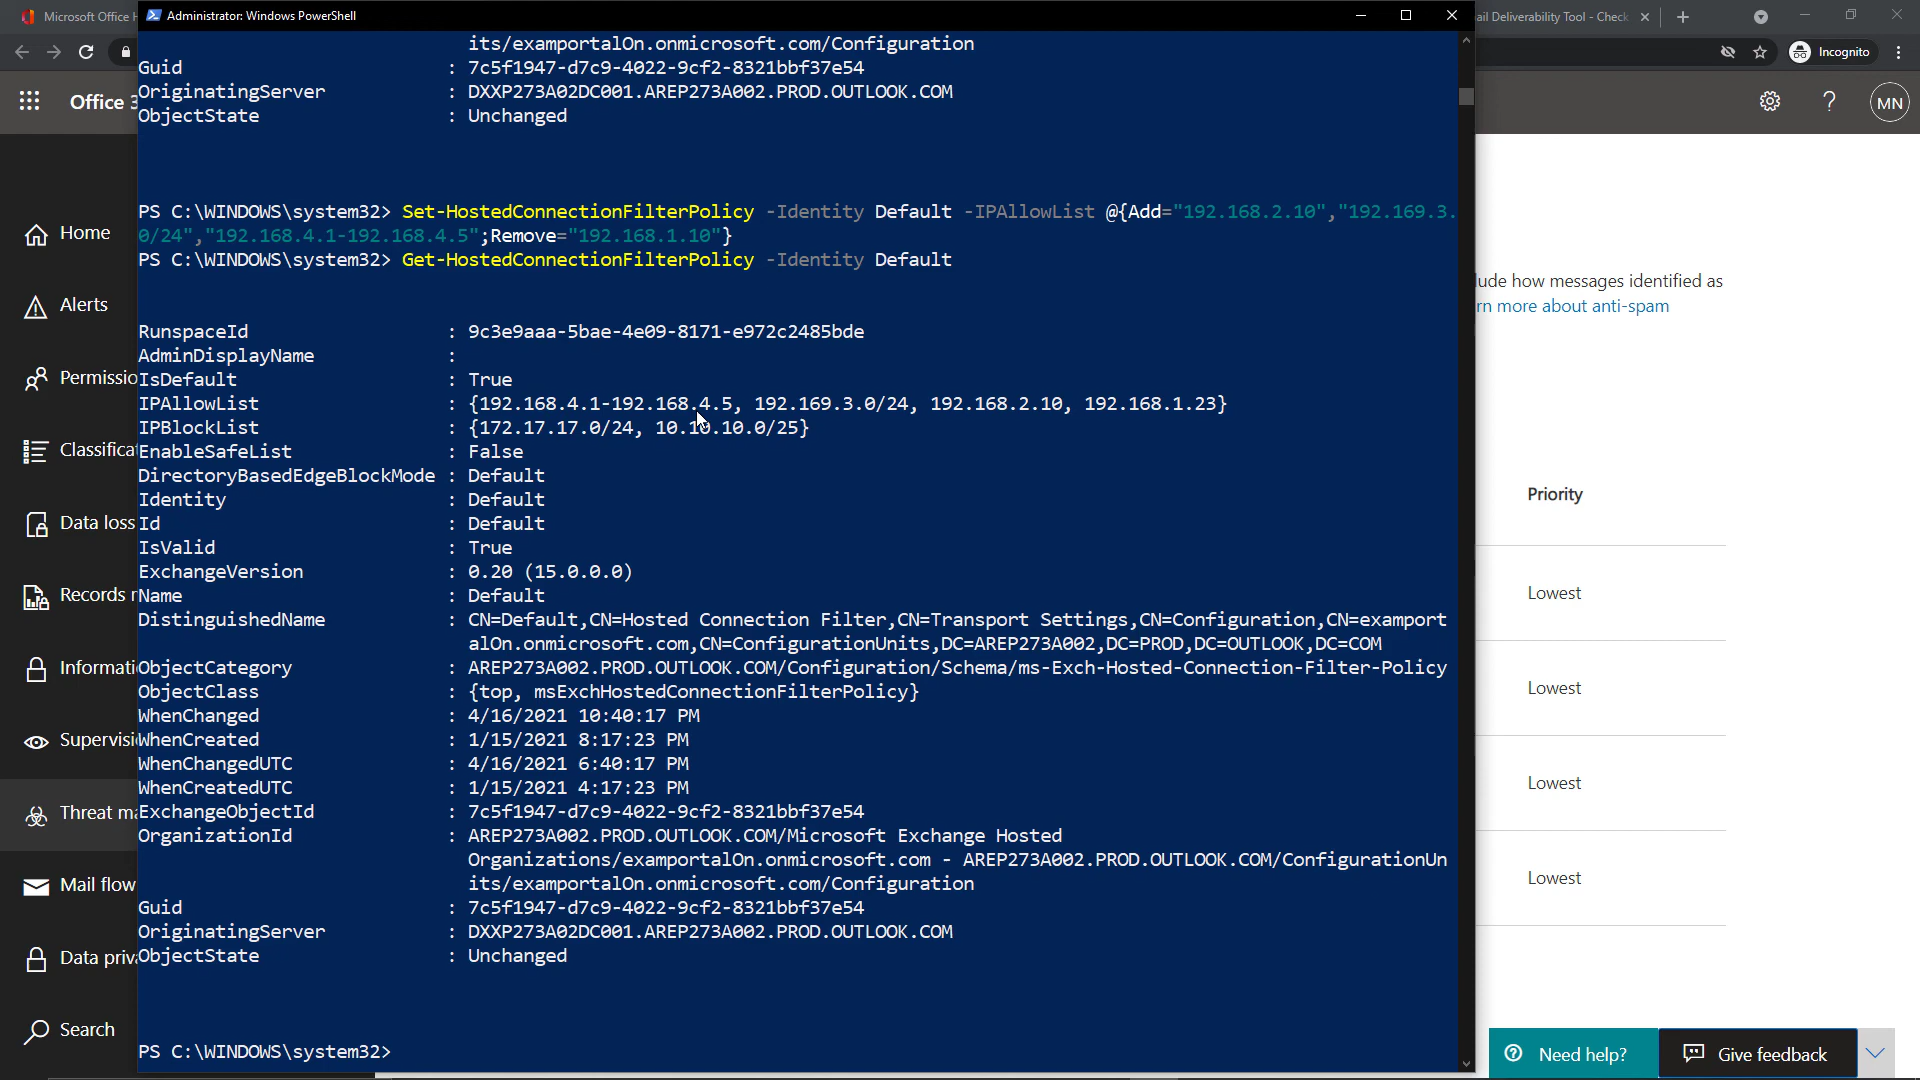 Microsoft Office H
Administrator: Windows PowerShell
ail Deliverability Tool - Check
Incognito
Office 3
MN
its/examportalOn.onmicrosoft.com/Configuration
Guid : 7c5f1947-d7c9-4022-9cf2-8321bbf37e54
OriginatingServer : DXXP273A02DC001.AREP273A002.PROD.OUTLOOK.COM
ObjectState : Unchanged
PS C:\WINDOWS\system32> Set-HostedConnectionFilterPolicy -Identity Default -IPAllowList @{Add="192.168.2.10","192.169.3.
0/24","192.168.4.1-192.168.4.5";Remove="192.168.1.10"}
PS C:\WINDOWS\system32> Get-HostedConnectionFilterPolicy -Identity Default
RunspaceId : 9c3e9aaa-5bae-4e09-8171-e972c2485bde
AdminDisplayName :
IsDefault : True
IPAllowList : {192.168.4.1-192.168.4.5, 192.169.3.0/24, 192.168.2.10, 192.168.1.23}
IPBlockList : {172.17.17.0/24, 10.10.10.0/25}
EnableSafeList : False
DirectoryBasedEdgeBlockMode : Default
Identity : Default
Id : Default
IsValid : True
ExchangeVersion : 0.20 (15.0.0.0)
Name : Default
DistinguishedName : CN=Default,CN=Hosted Connection Filter,CN=Transport Settings,CN=Configuration,CN=examport
alOn.onmicrosoft.com,CN=ConfigurationUnits,DC=AREP273A002,DC=PROD,DC=OUTLOOK,DC=COM
ObjectCategory : AREP273A002.PROD.OUTLOOK.COM/Configuration/Schema/ms-Exch-Hosted-Connection-Filter-Policy
ObjectClass : {top, msExchHostedConnectionFilterPolicy}
WhenChanged : 4/16/2021 10:40:17 PM
WhenCreated : 1/15/2021 8:17:23 PM
WhenChangedUTC : 4/16/2021 6:40:17 PM
WhenCreatedUTC : 1/15/2021 4:17:23 PM
ExchangeObjectId : 7c5f1947-d7c9-4022-9cf2-8321bbf37e54
OrganizationId : AREP273A002.PROD.OUTLOOK.COM/Microsoft Exchange Hosted
Organizations/examportalOn.onmicrosoft.com - AREP273A002.PROD.OUTLOOK.COM/ConfigurationUn
its/examportalOn.onmicrosoft.com/Configuration
Guid : 7c5f1947-d7c9-4022-9cf2-8321bbf37e54
OriginatingServer : DXXP273A02DC001.AREP273A002.PROD.OUTLOOK.COM
ObjectState : Unchanged
PS C:\WINDOWS\system32>
Home
Alerts
Permissio
Classifica
Data loss
Records r
Informati
Supervisi
Threat ma
Mail flow
Data priva
Search
lude how messages identified as
rn more about anti-spam
Priority
Lowest
Lowest
Lowest
Lowest
Need help?
Give feedback